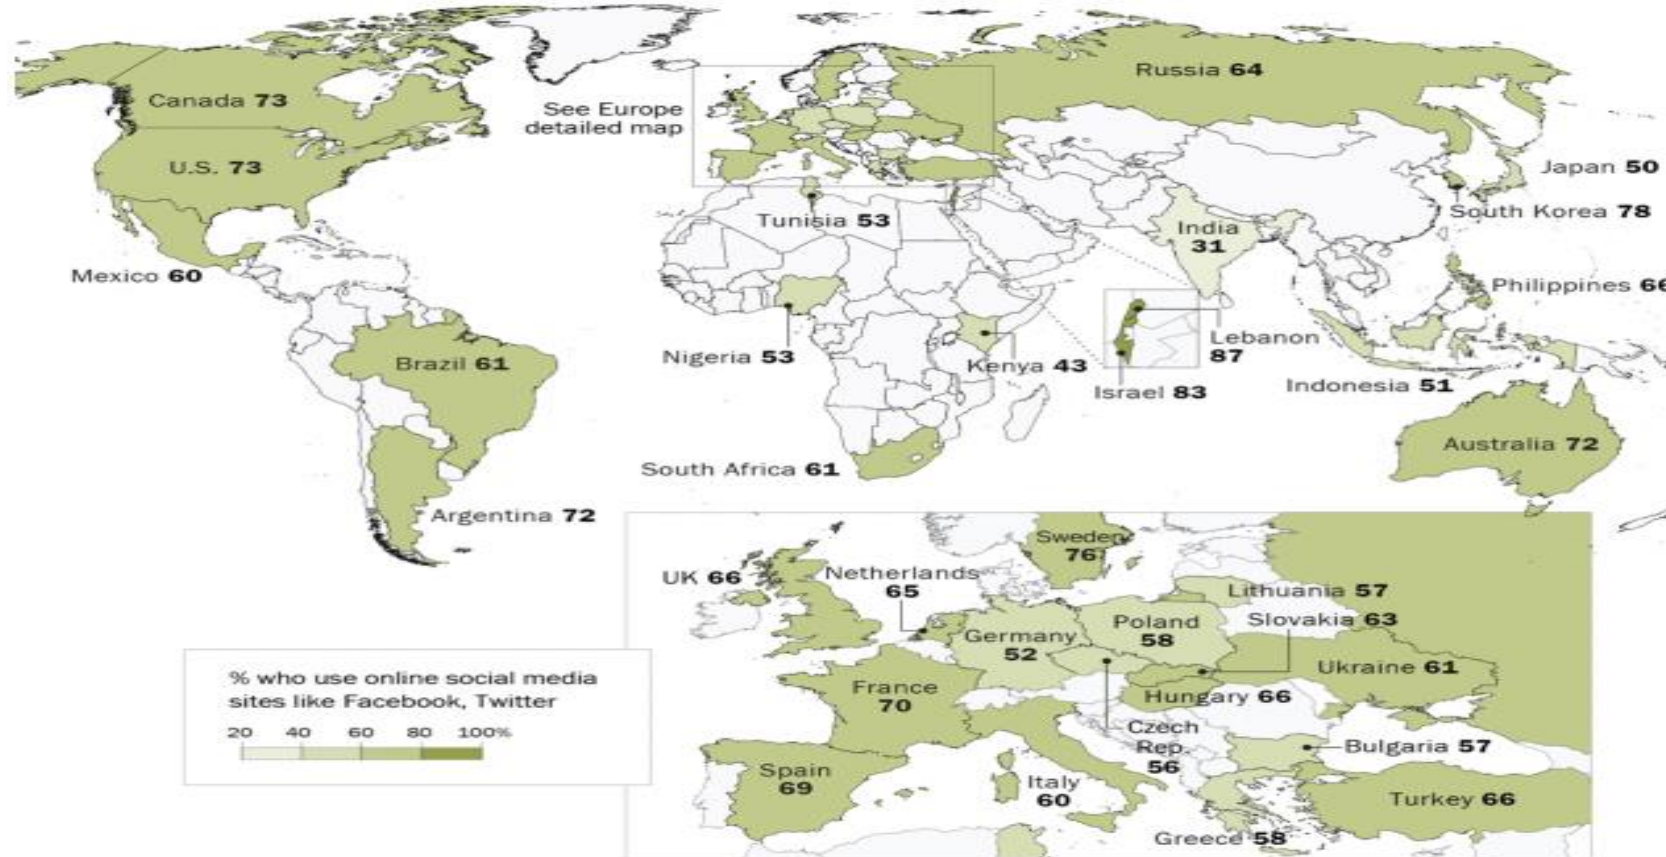 Canada 73
U.S. 73
Mexico 60
Brazil 61
Argentina 72
See Europe
detailed map
Russia 64
Japan 50
South Korea 78
Tunisia 53
India
31
Philippines 66
Nigeria 53
Kenya 43
Lebanon
87
Israel 83
Indonesia 51
South Africa 61
Australia 72
% who use online social media
sites like Facebook, Twitter
20 40 60 80 100%
Sweden
76
UK 66
Netherlands
65
Lithuania 57
Germany
52
Poland
58
Slovakia 63
Ukraine 61
France
70
Hungary 66
Czech
Rep.
56
Bulgaria 57
Spain
69
Italy
60
Turkey 66
Greece 58